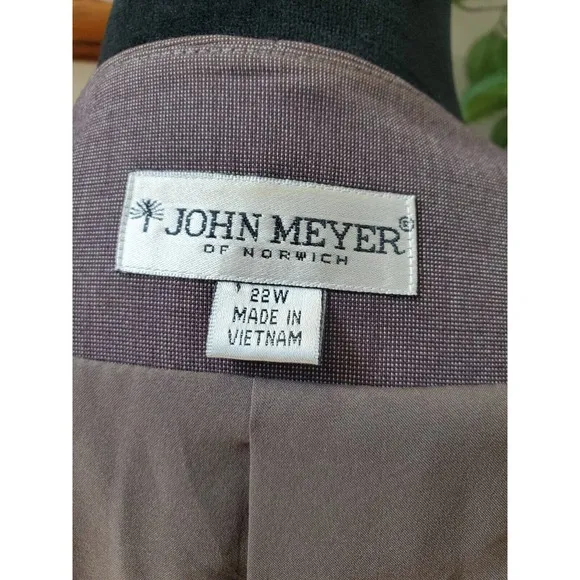 JOHN MEYER®
OF NORWICH
22W
MADE IN
VIETNAM